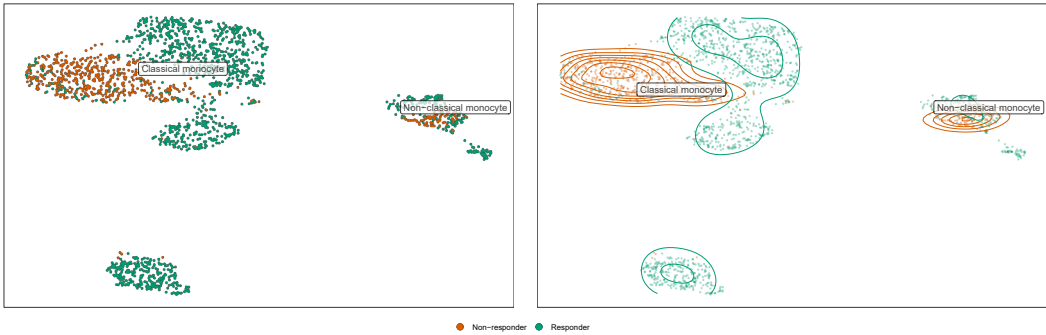 Classical monocyte
Non-classical monocyte
Classical monocyte
Non-classical monocyte
Non-responder
Responder